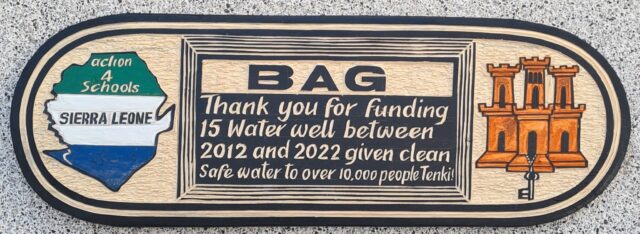 action
4
Schools
SIERRA LEONE
BAG
Thank you for funding
15 Water well between
2012 and 2022 given clean
Safe water to over 10,000 people Tenki!